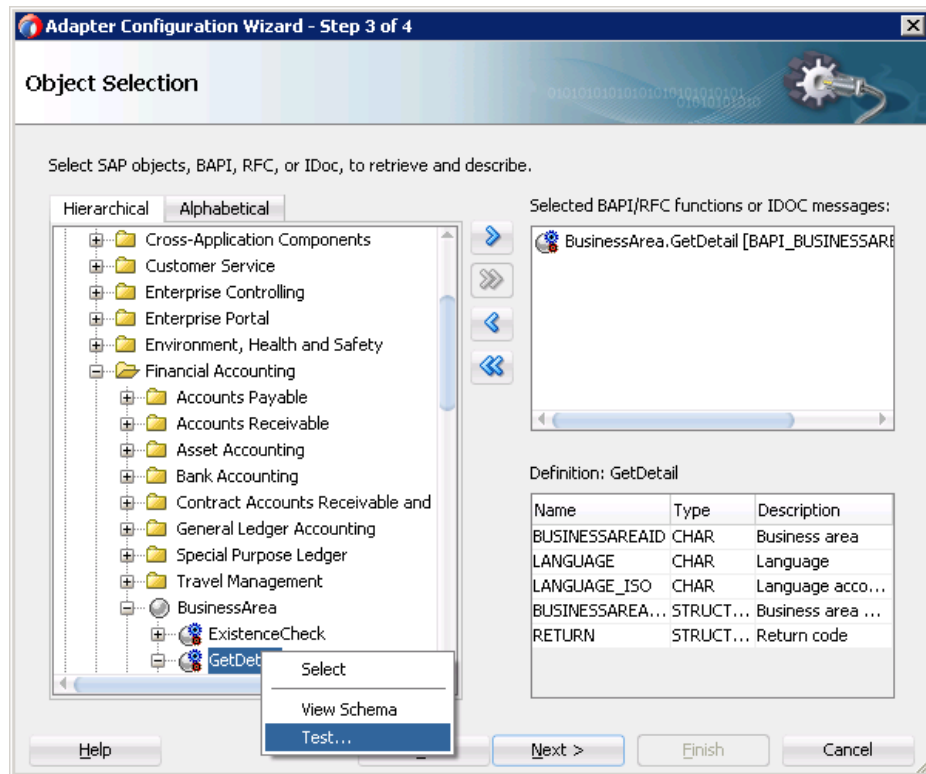 Adapter Configuration Wizard - Step 3 of 4
Object Selection
Select SAP objects, BAPI, RFC, or IDoc, to retrieve and describe.
Hierarchical Alphabetical
Cross-Application Components
Customer Service
Enterprise Controlling
Enterprise Portal
Environment, Health and Safety
Financial Accounting
Accounts Payable
Accounts Receivable
Asset Accounting
Bank Accounting
Contract Accounts Receivable and
General Ledger Accounting
Special Purpose Ledger
Travel Management
BusinessArea
ExistenceCheck
GetDet
Select
View Schema
Test...
Selected BAPI/RFC functions or IDOC messages:
BusinessArea.GetDetail [BAPI_BUSINESSARE
Definition: GetDetail
Name Type Description
BUSINESSAREAID CHAR Business area
LANGUAGE CHAR Language
LANGUAGE_ISO CHAR Language acco...
BUSINESSAREA... STRUCT... Business area ...
RETURN STRUCT... Return code
Help Next > Finish Cancel